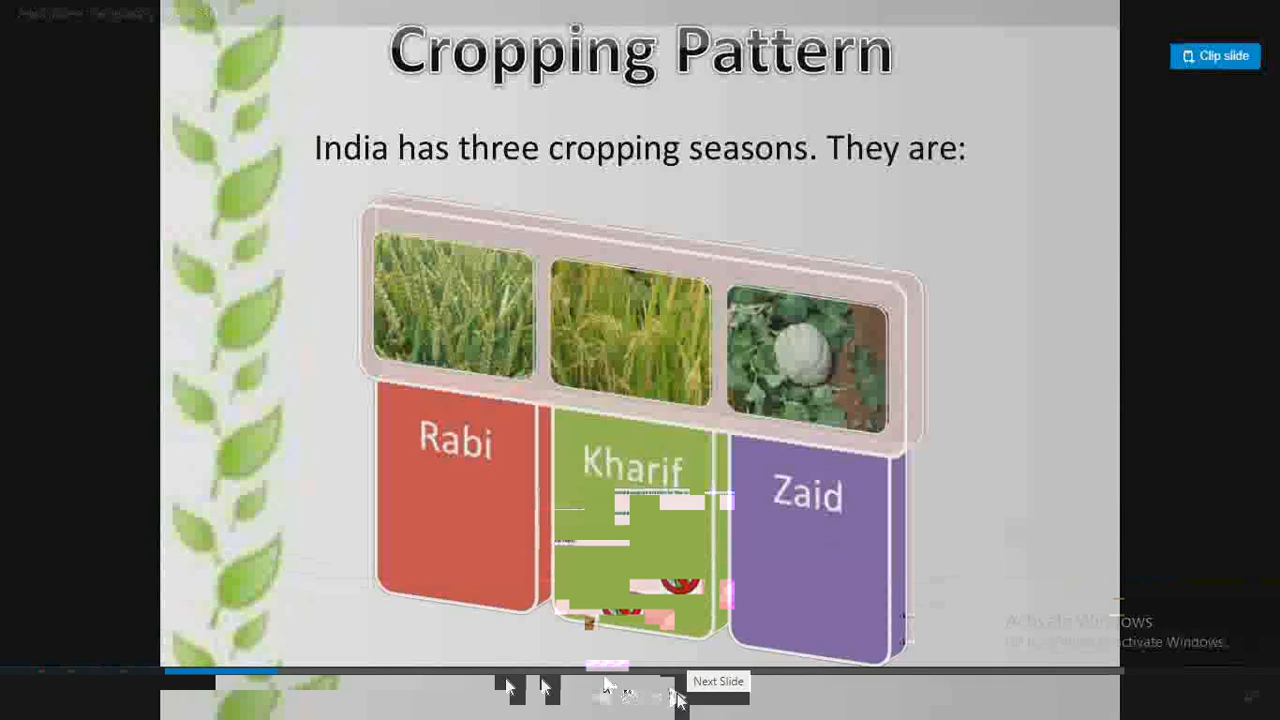 Cropping Pattern
Clip slide
India has three cropping seasons. They are:
Rabi
Kharif
Zaid
Next Slide